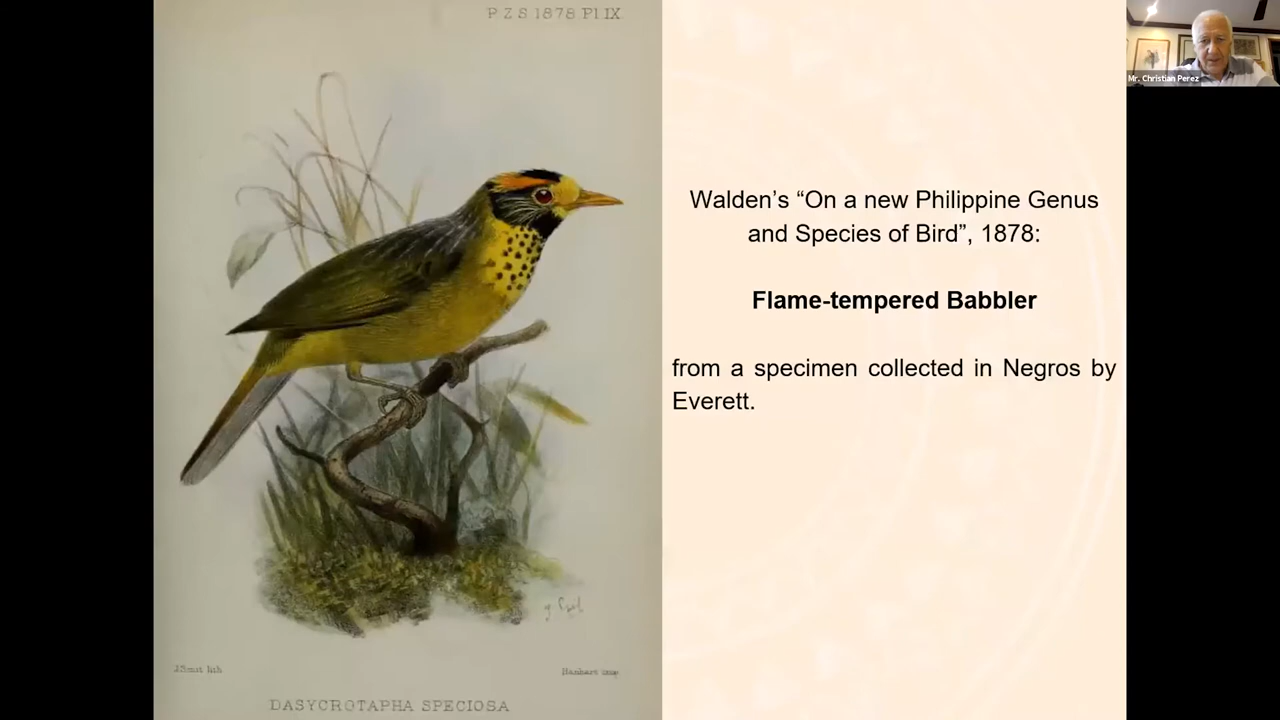 P Z S 1878 Pl IX.
Mr. Christian Perez
Walden’s “On a new Philippine Genus
and Species of Bird”, 1878:
Flame-tempered Babbler
from a specimen collected in Negros by
Everett.
J Smit lith
Hanhart imp
DASYCROTAPHA SPECIOSA